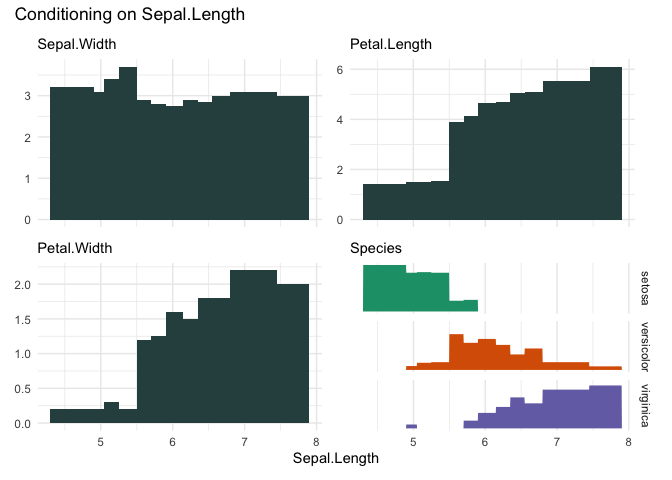 Conditioning on Sepal.Length
Sepal.Width
3
2
1
0
Petal.Length
6
4
2
0
Petal.Width
2.0
1.5
1.0
0.5
0.0
5 6 7 8
Species
setosa
versicolor
virginica
5 6 7 8
Sepal.Length